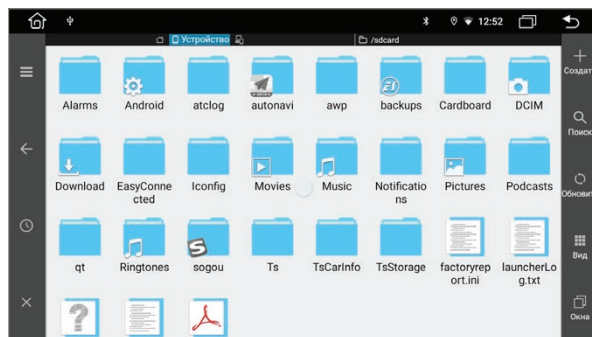 12:52
Устройство
/sdcard
Создат
Alarms
Android
atclog
autonavi
awp
backups
Cardboard
DCIM
Поиск
Download
EasyConne
cted
Iconfig
Movies
Music
Notificatio
ns
Pictures
Podcasts
Обновит
qt
Ringtones
sogou
Ts
TsCarInfo
TsStorage
factoryrep
ort.ini
launcherLo
g.txt
Вид
Окна